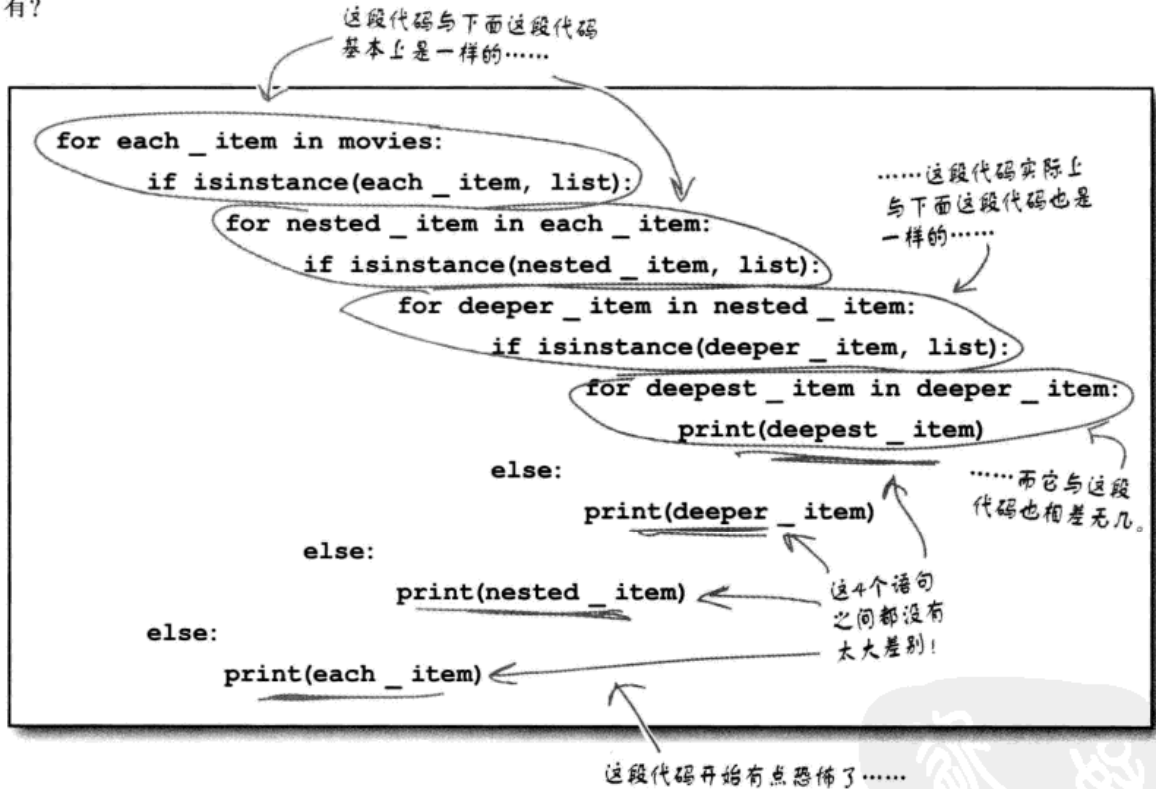 有?
这段代码与下面这段代码
基本上是一样的……
for each _ item in movies:
if isinstance(each _ item, list):
……这段代码实际上
与下面这段代码也是
一样的……
for nested _ item in each _ item:
if isinstance(nested _ item, list):
for deeper _ item in nested _ item:
if isinstance(deeper _ item, list):
for deepest _ item in deeper _ item:
print(deepest _ item)
……而它与这段
代码也相差无几。
else:
print(deeper _ item)
else:
print(nested _ item)
这4个语句
之间都没有
太大差别!
else:
print(each _ item)
这段代码开始有点恐怖了……